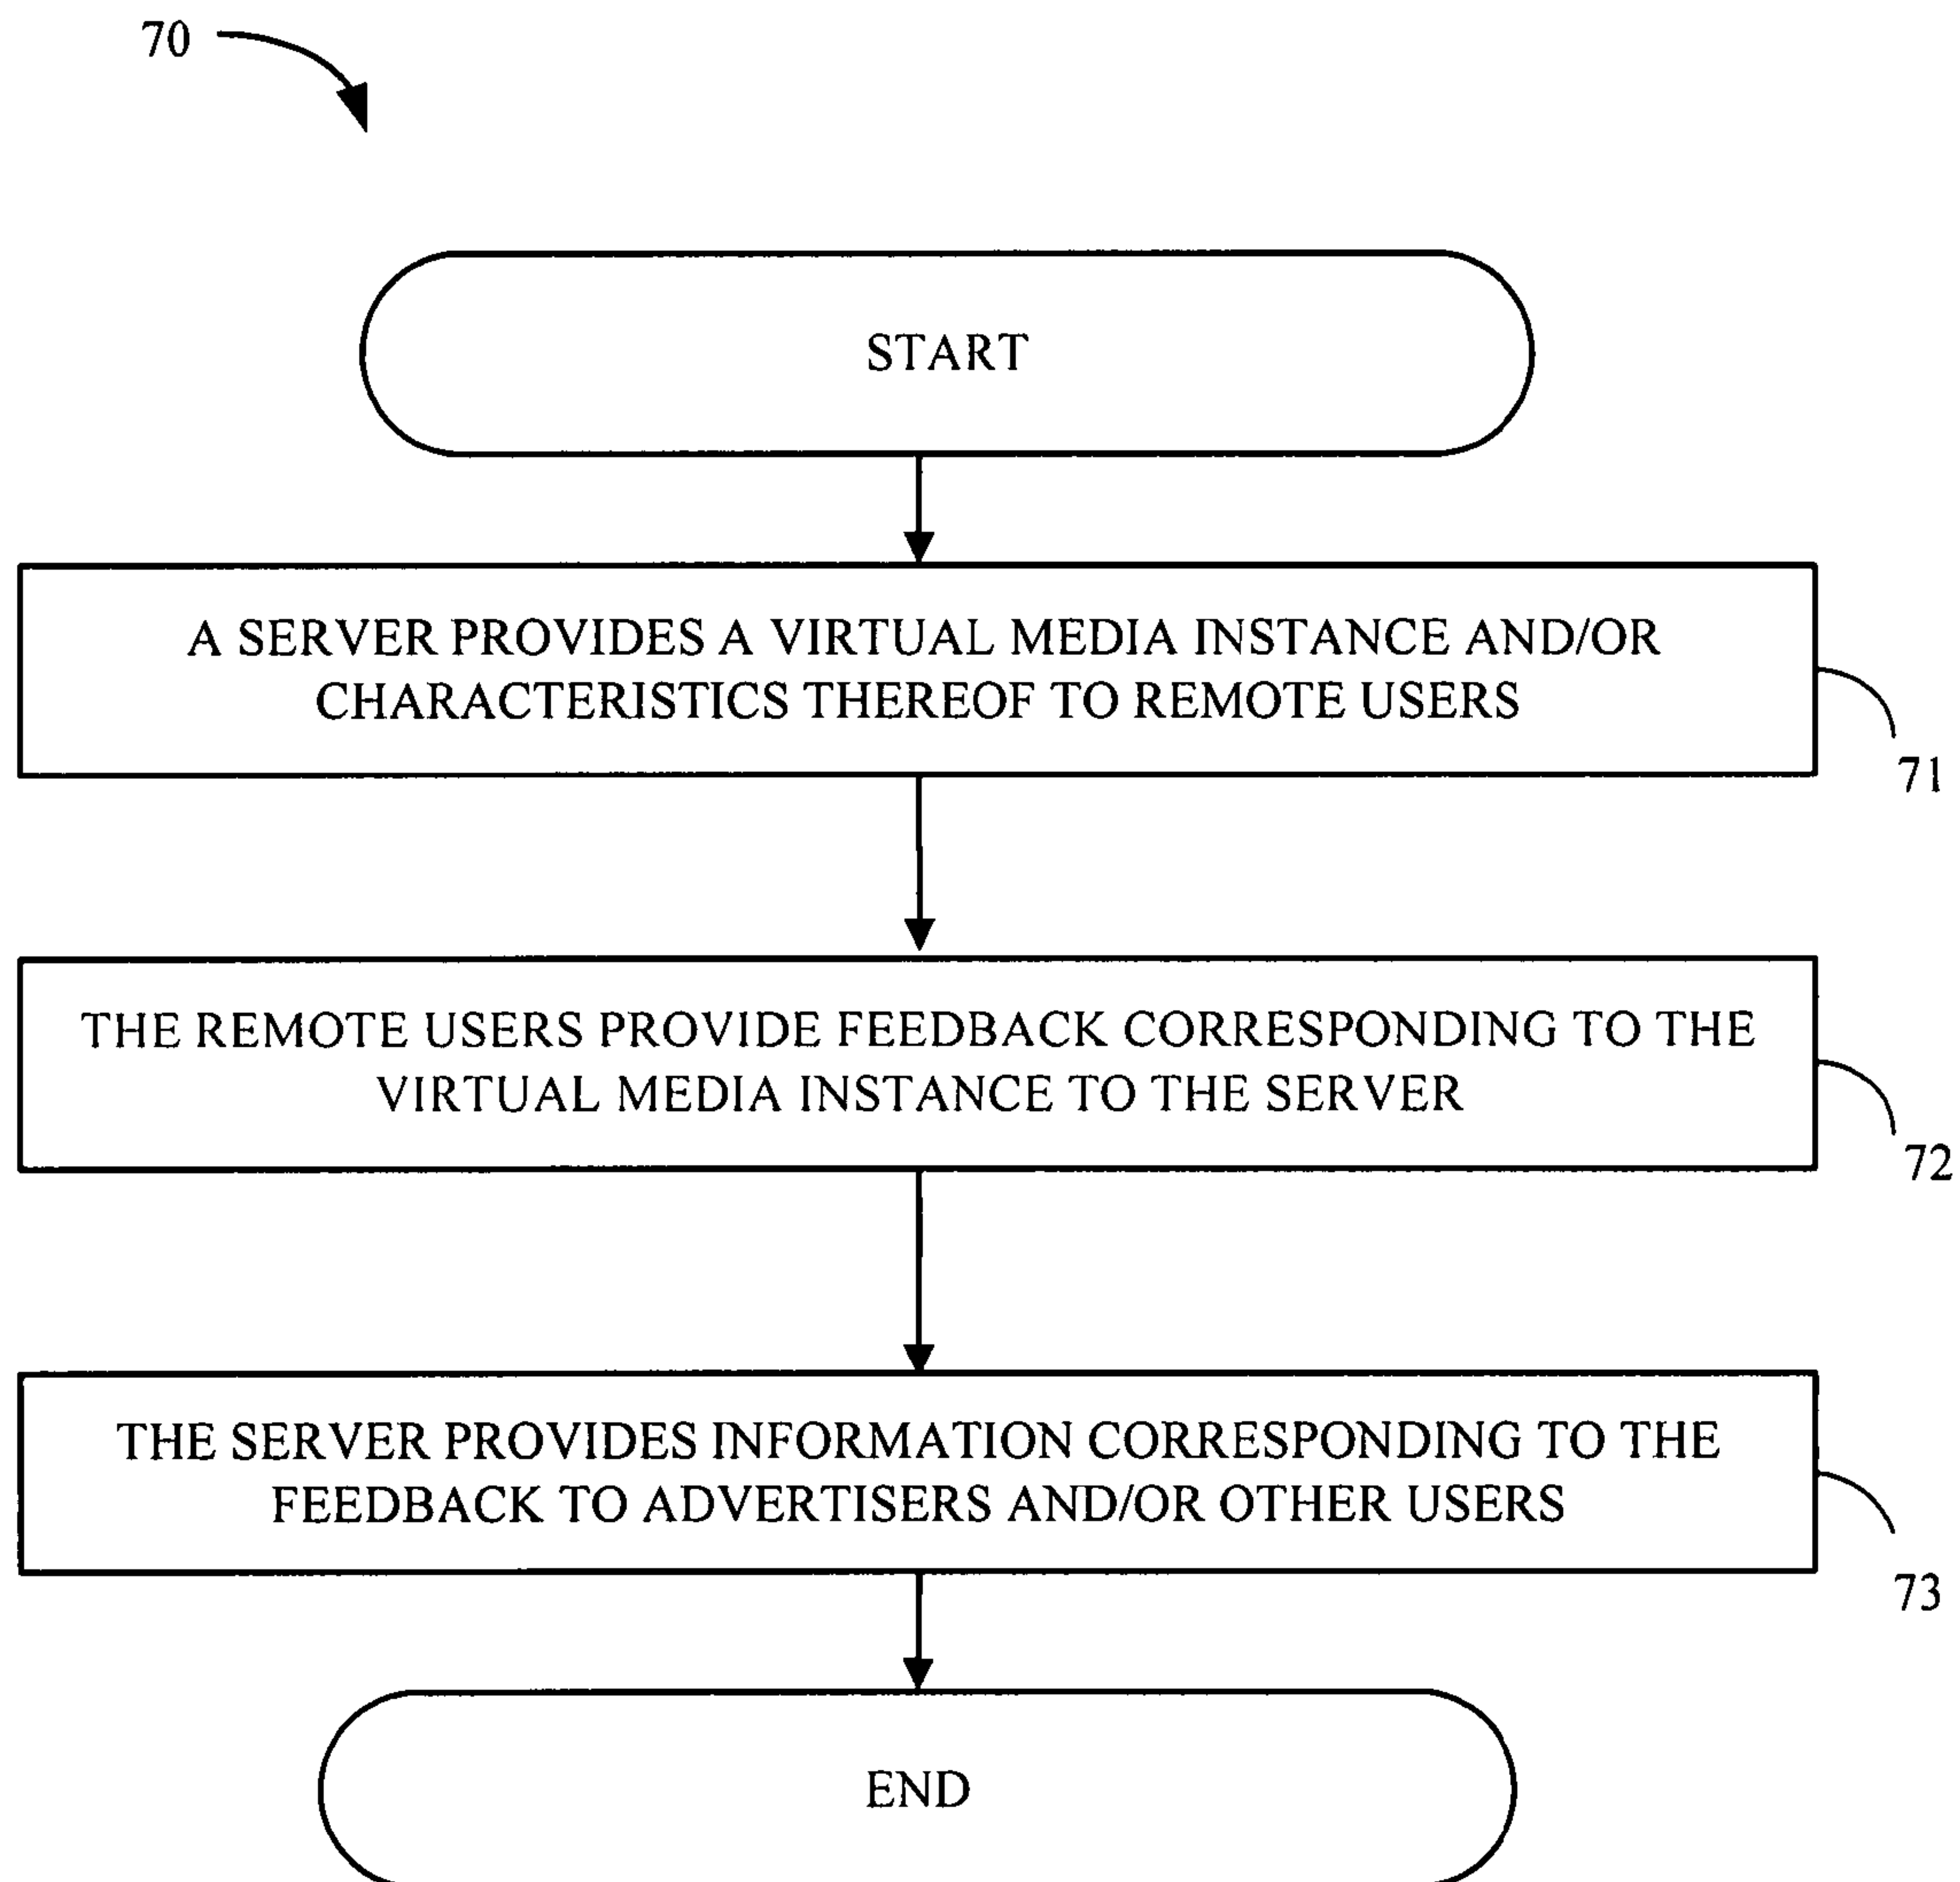 70
START
A SERVER PROVIDES A VIRTUAL MEDIA INSTANCE AND/OR
CHARACTERISTICS THEREOF TO REMOTE USERS
71
THE REMOTE USERS PROVIDE FEEDBACK CORRESPONDING TO THE
VIRTUAL MEDIA INSTANCE TO THE SERVER
72
THE SERVER PROVIDES INFORMATION CORRESPONDING TO THE
FEEDBACK TO ADVERTISERS AND/OR OTHER USERS
73
END